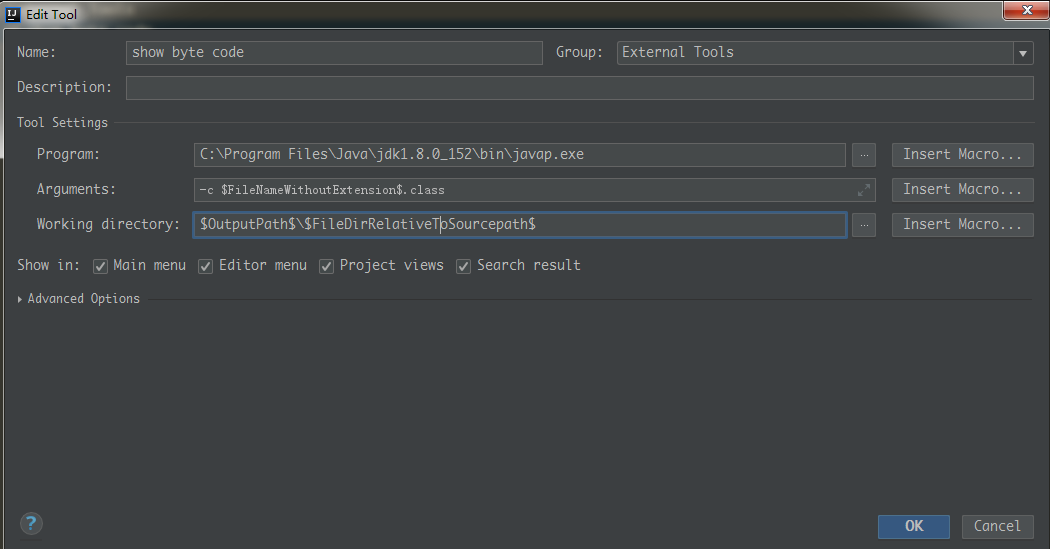 IJ Edit Tool
Name: show byte code Group: External Tools
Description:
Tool Settings
Program: C:\Program Files\Java\jdk1.8.0_152\bin\javap.exe ... Insert Macro...
Arguments: -c $FileNameWithoutExtension$.class Insert Macro...
Working directory: $OutputPath$\$FileDirRelativeToSourcepath$ ... Insert Macro...
Show in: Main menu Editor menu Project views Search result
Advanced Options
? OK Cancel